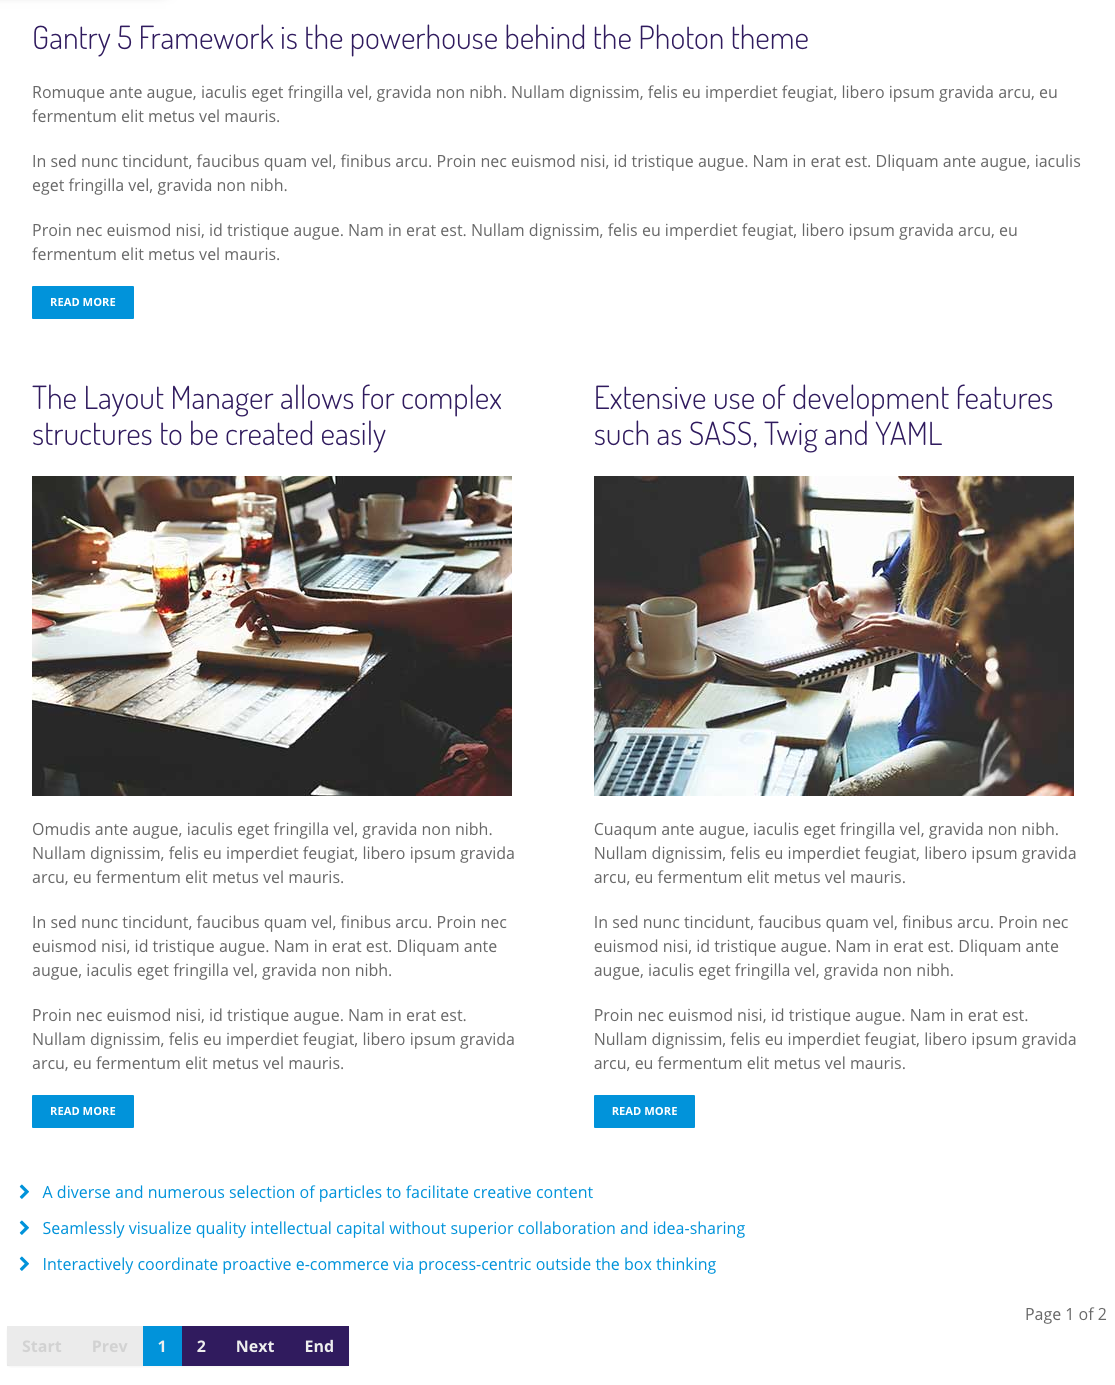 Gantry 5 Framework is the powerhouse behind the Photon theme
Romuque ante augue, iaculis eget fringilla vel, gravida non nibh. Nullam dignissim, felis eu imperdiet feugiat, libero ipsum gravida arcu, eu
fermentum elit metus vel mauris.
In sed nunc tincidunt, faucibus quam vel, finibus arcu. Proin nec euismod nisi, id tristique augue. Nam in erat est. Dliquam ante augue, iaculis
eget fringilla vel, gravida non nibh.
Proin nec euismod nisi, id tristique augue. Nam in erat est. Nullam dignissim, felis eu imperdiet feugiat, libero ipsum gravida arcu, eu
fermentum elit metus vel mauris.
READ MORE
The Layout Manager allows for complex
structures to be created easily
Omudis ante augue, iaculis eget fringilla vel, gravida non nibh.
Nullam dignissim, felis eu imperdiet feugiat, libero ipsum gravida
arcu, eu fermentum elit metus vel mauris.
In sed nunc tincidunt, faucibus quam vel, finibus arcu. Proin nec
euismod nisi, id tristique augue. Nam in erat est. Dliquam ante
augue, iaculis eget fringilla vel, gravida non nibh.
Proin nec euismod nisi, id tristique augue. Nam in erat est.
Nullam dignissim, felis eu imperdiet feugiat, libero ipsum gravida
arcu, eu fermentum elit metus vel mauris.
READ MORE
Extensive use of development features
such as SASS, Twig and YAML
Cuaqum ante augue, iaculis eget fringilla vel, gravida non nibh.
Nullam dignissim, felis eu imperdiet feugiat, libero ipsum gravida
arcu, eu fermentum elit metus vel mauris.
In sed nunc tincidunt, faucibus quam vel, finibus arcu. Proin nec
euismod nisi, id tristique augue. Nam in erat est. Dliquam ante
augue, iaculis eget fringilla vel, gravida non nibh.
Proin nec euismod nisi, id tristique augue. Nam in erat est.
Nullam dignissim, felis eu imperdiet feugiat, libero ipsum gravida
arcu, eu fermentum elit metus vel mauris.
READ MORE
A diverse and numerous selection of particles to facilitate creative content
Seamlessly visualize quality intellectual capital without superior collaboration and idea-sharing
Interactively coordinate proactive e-commerce via process-centric outside the box thinking
Page 1 of 2
Start Prev 1 2 Next End